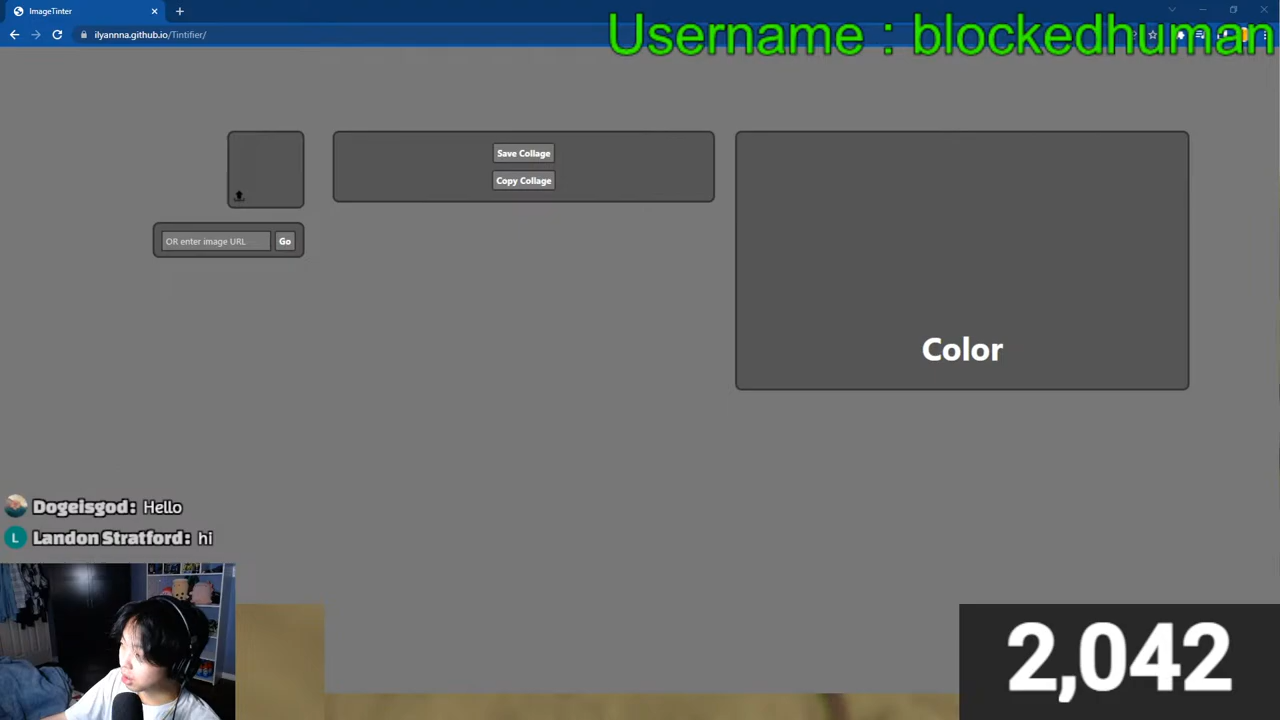 ImageTinter
ilyannna.github.io/Tintifier/
Username : blockedhuman
Save Collage
Copy Collage
OR enter image URL
Go
Color
Dogeisgod: Hello
L Landon Stratford: hi
2,042